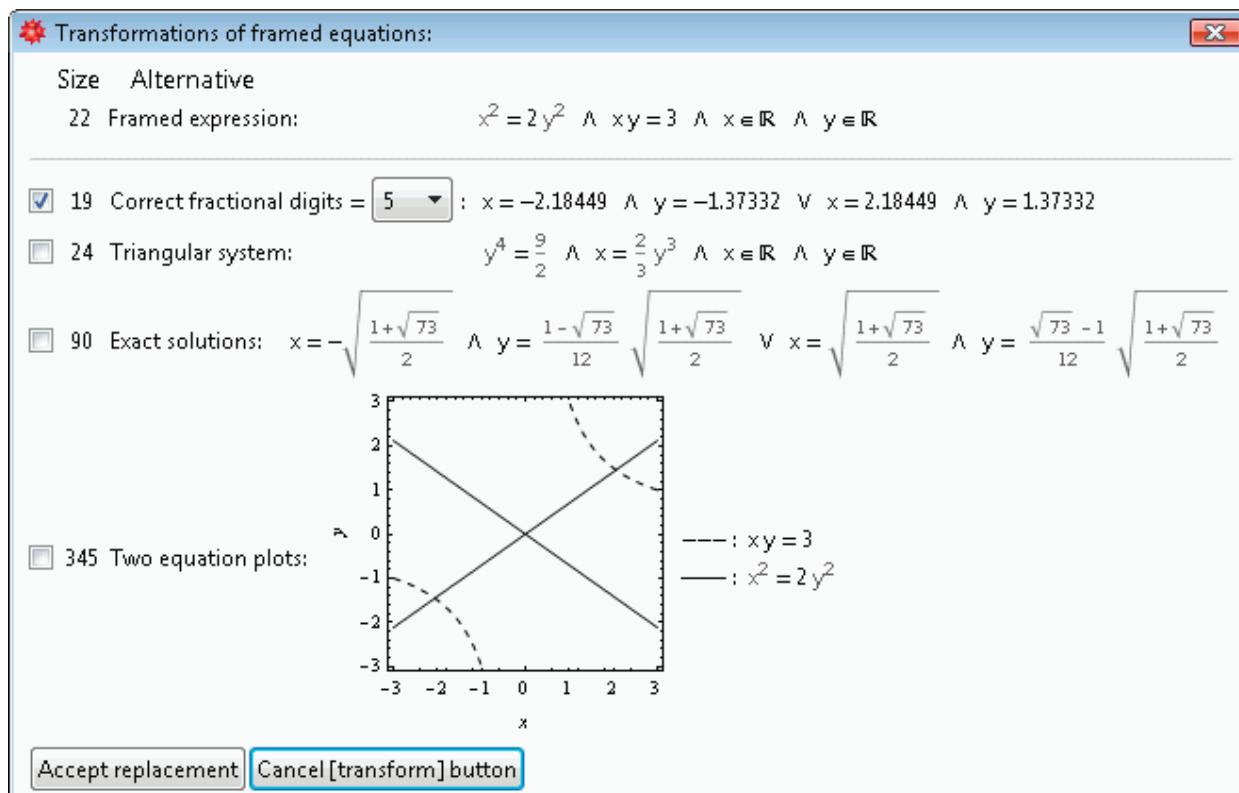 Transformations of framed equations:
Size Alternative
22 Framed expression: x² = 2 y² ∧ x y = 3 ∧ x ∈ ℝ ∧ y ∈ ℝ
19 Correct fractional digits = 5 : x = −2.18449 ∧ y = −1.37332 ∨ x = 2.18449 ∧ y = 1.37332
24 Triangular system: y⁴ = 9/2 ∧ x = 2/3 y³ ∧ x ∈ ℝ ∧ y ∈ ℝ
90 Exact solutions: x = −√((1+√73)/2) ∧ y = (1−√73)/12 √((1+√73)/2) ∨ x = √((1+√73)/2) ∧ y = (√73 −1)/12 √((1+√73)/2)
3
2
1
y 0
345 Two equation plots:
−−− : x y = 3
—— : x² = 2 y²
−1
−2
−3
−3 −2 −1 0 1 2 3
x
Accept replacement Cancel [transform] button